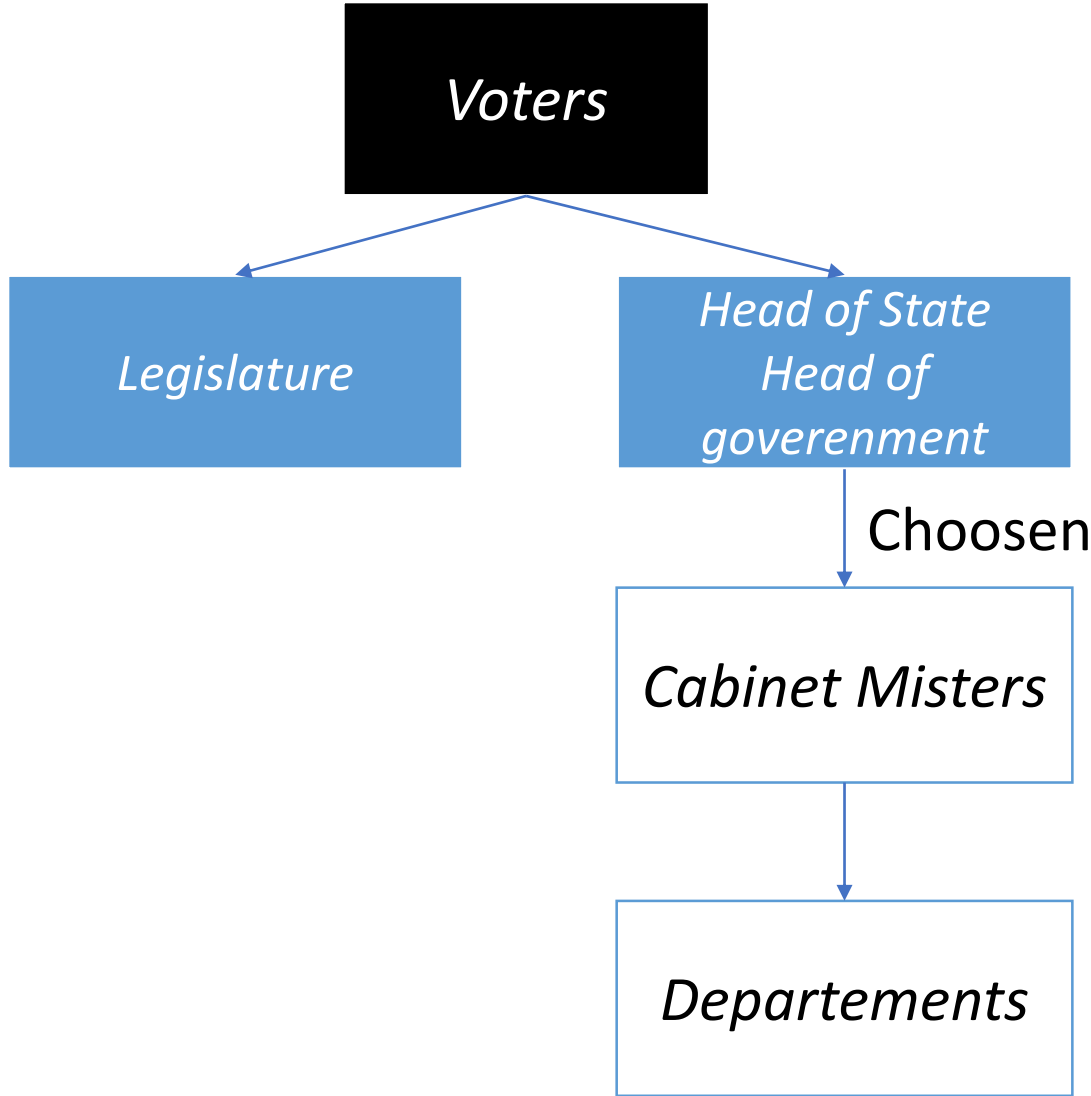 Voters
Legislature
Head of State
Head of
goverenment
Choosen
Cabinet Misters
Departements